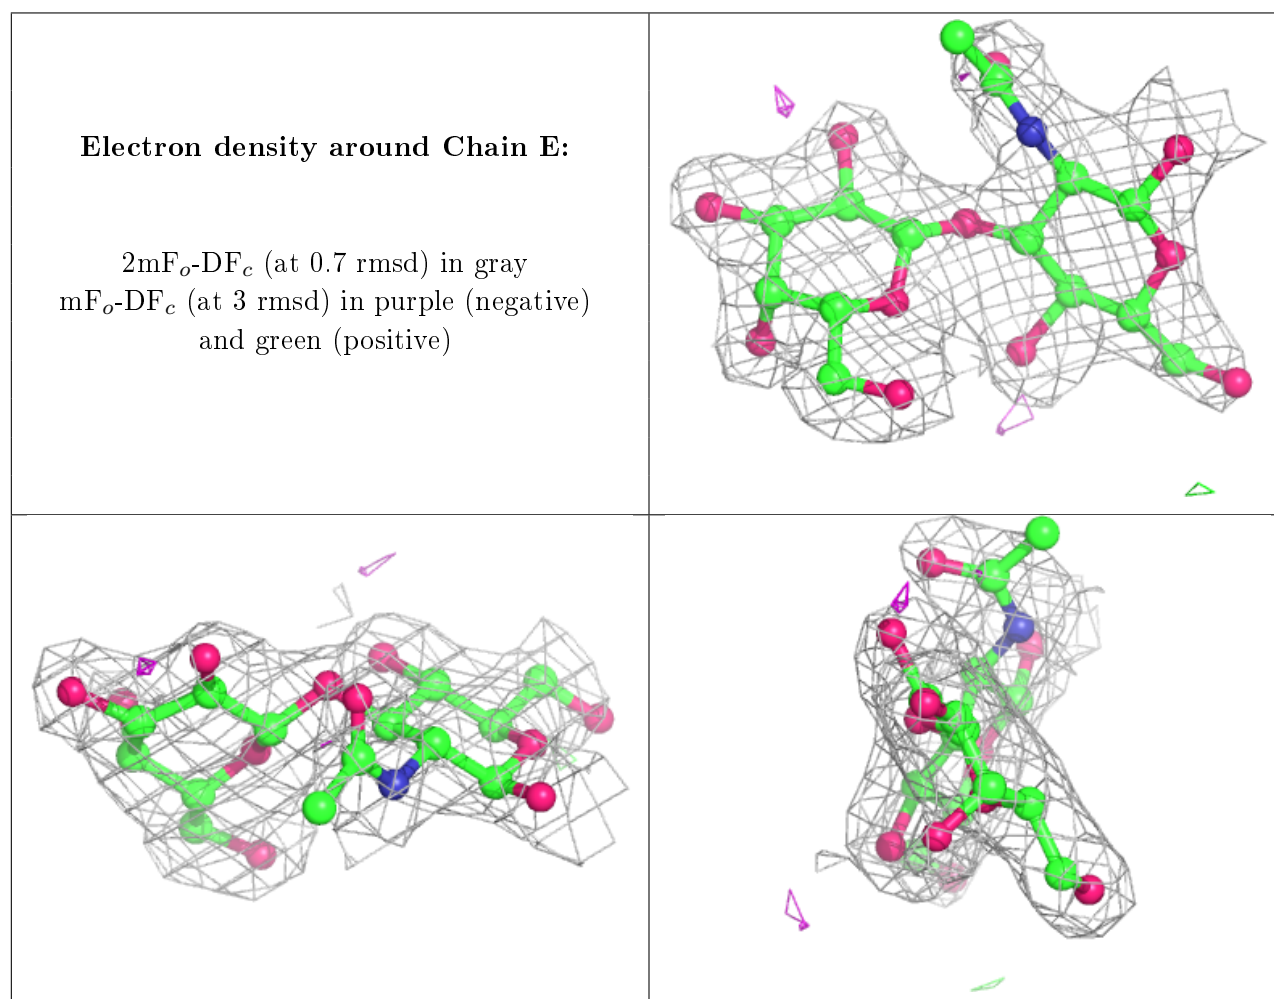 Electron density around Chain E:
2mFo-DFc (at 0.7 rmsd) in gray
mFo-DFc (at 3 rmsd) in purple (negative)
and green (positive)